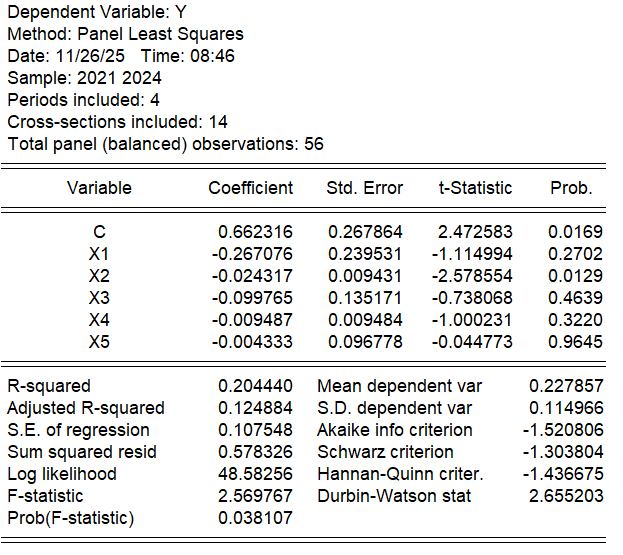 Dependent Variable: Y
Method: Panel Least Squares
Date: 11/26/25 Time: 08:46
Sample: 2021 2024
Periods included: 4
Cross-sections included: 14
Total panel (balanced) observations: 56
Variable Coefficient Std. Error t-Statistic Prob.
C 0.662316 0.267864 2.472583 0.0169
X1 -0.267076 0.239531 -1.114994 0.2702
X2 -0.024317 0.009431 -2.578554 0.0129
X3 -0.099765 0.135171 -0.738068 0.4639
X4 -0.009487 0.009484 -1.000231 0.3220
X5 -0.004333 0.096778 -0.044773 0.9645
R-squared 0.204440 Mean dependent var 0.227857
Adjusted R-squared 0.124884 S.D. dependent var 0.114966
S.E. of regression 0.107548 Akaike info criterion -1.520806
Sum squared resid 0.578326 Schwarz criterion -1.303804
Log likelihood 48.58256 Hannan-Quinn criter. -1.436675
F-statistic 2.569767 Durbin-Watson stat 2.655203
Prob(F-statistic) 0.038107